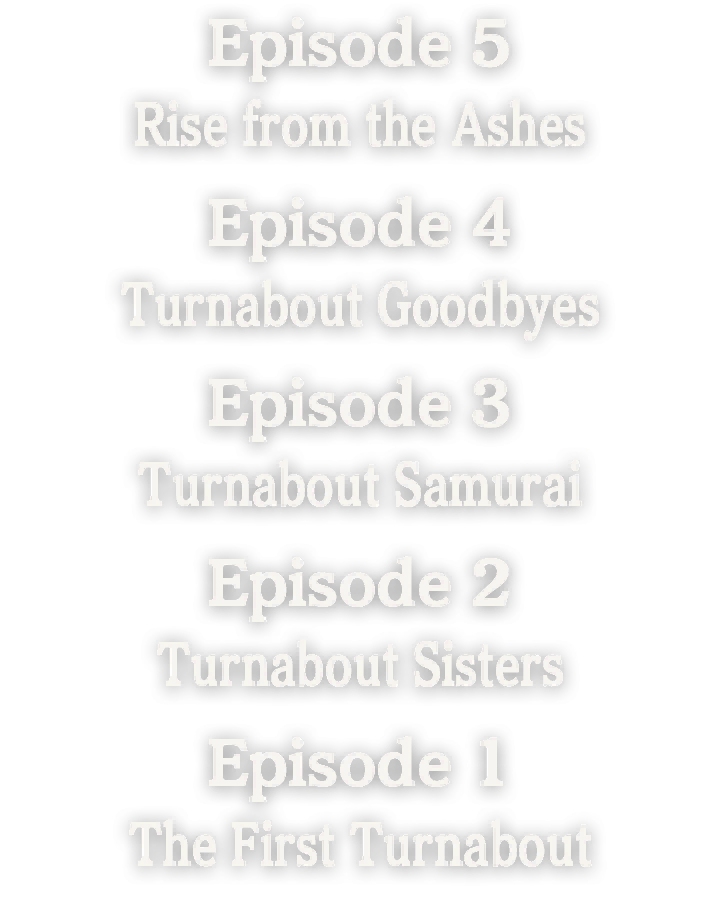 Episode 5
Rise from the Ashes
Episode 4
Turnabout Goodbyes
Episode 3
Turnabout Samurai
Episode 2
Turnabout Sisters
Episode 1
The First Turnabout